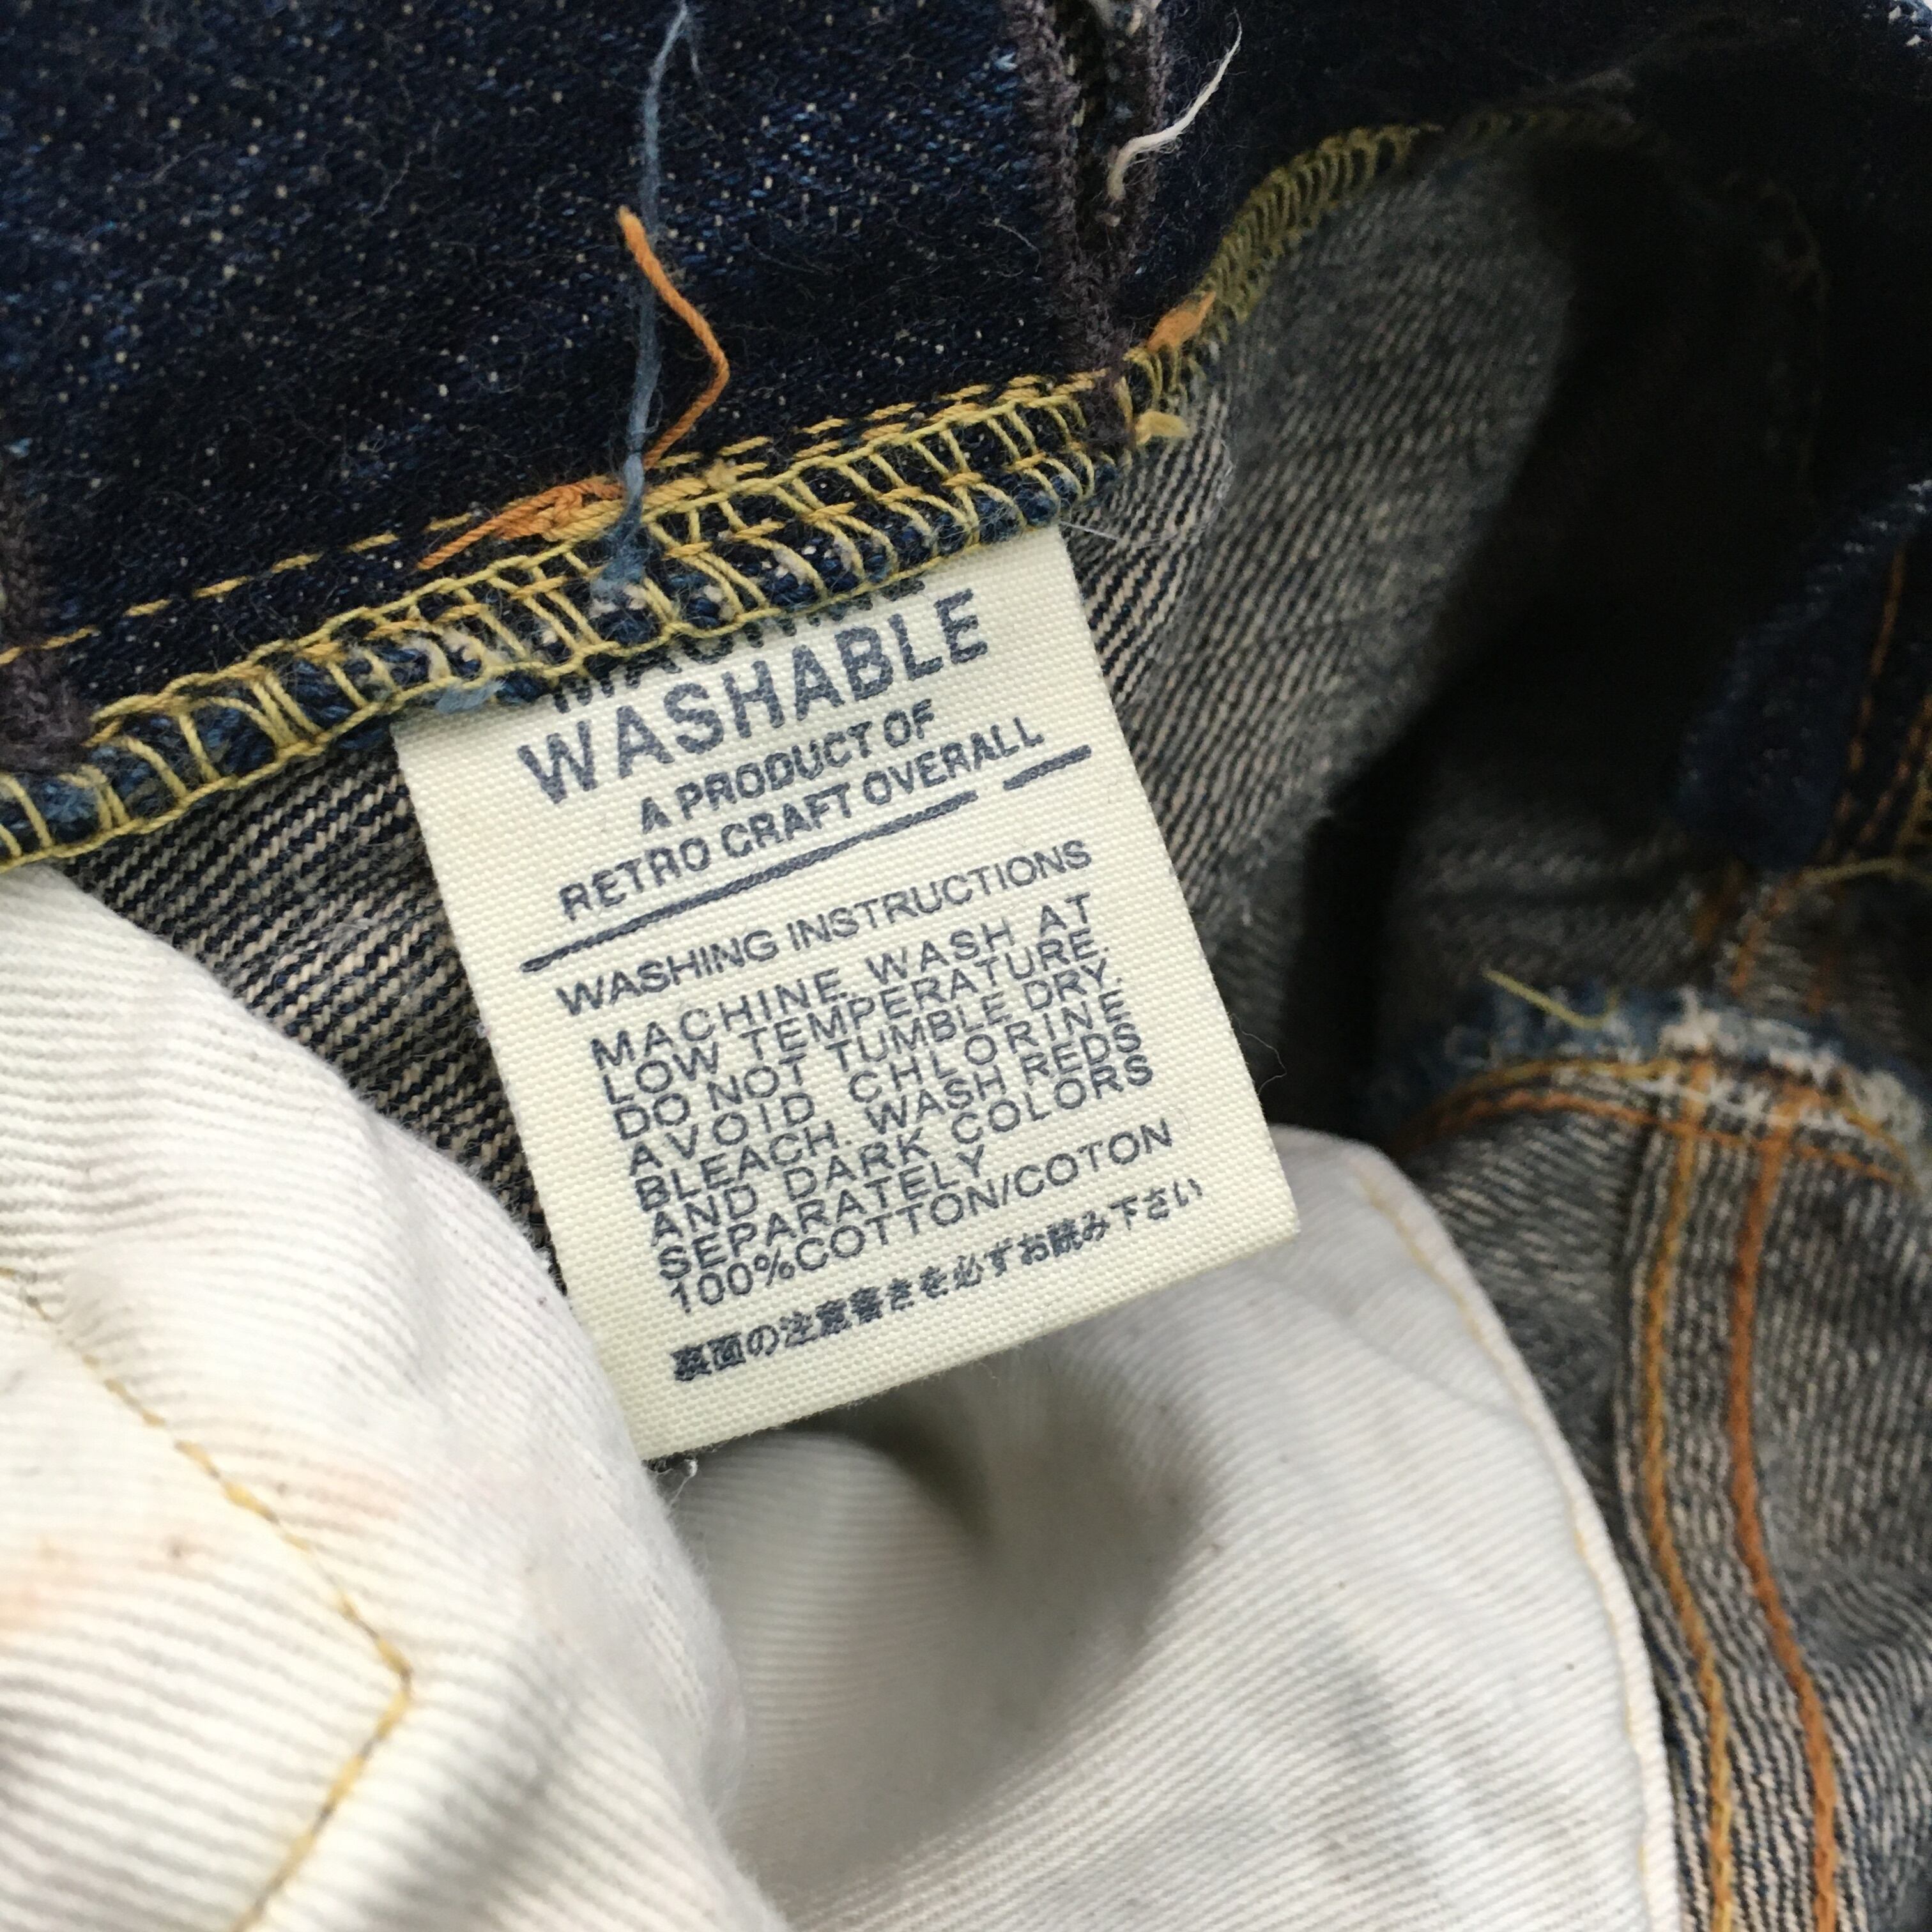 MACHINE
WASHABLE
A PRODUCT OF
RETRO CRAFT OVERALL
WASHING INSTRUCTIONS
MACHINE WASH AT
LOW TEMPERATURE.
DO NOT TUMBLE DRY.
AVOID CHLORINE
BLEACH. WASH REDS
AND DARK COLORS
SEPARATELY
100%COTTON/COTON
裏面の注意書きを必ずお読み下さい